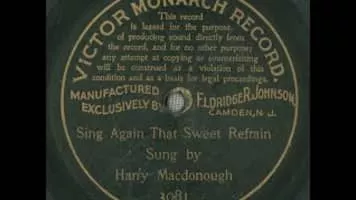 VICTOR MONARCH RECORD.
This record
is leased for the purpose
of producing sound directly from
the record, and for no other purpose;
any attempt at copying or counterfeiting
will be construed as a violation of this
condition and as a basis for legal proceedings.
MANUFACTURED
EXCLUSIVELY BY
ELDRIDGE R. JOHNSON,
CAMDEN, N. J.
Sing Again That Sweet Refrain
Sung by
Harry Macdonough
3081